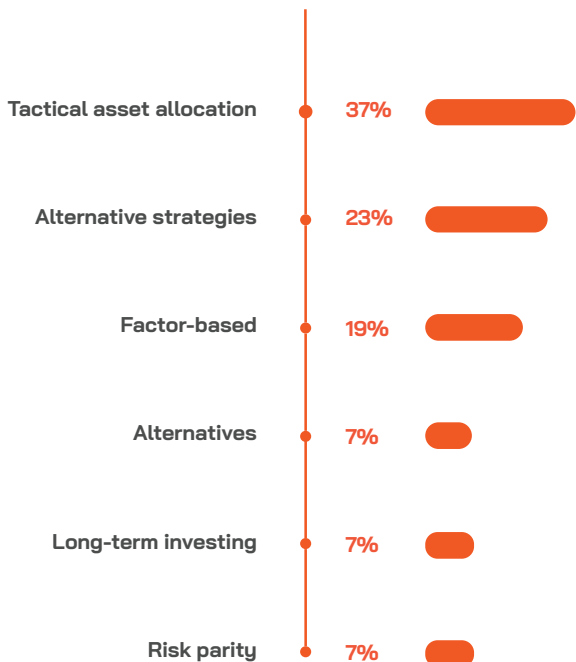 Tactical asset allocation 37%
Alternative strategies 23%
Factor-based 19%
Alternatives 7%
Long-term investing 7%
Risk parity 7%